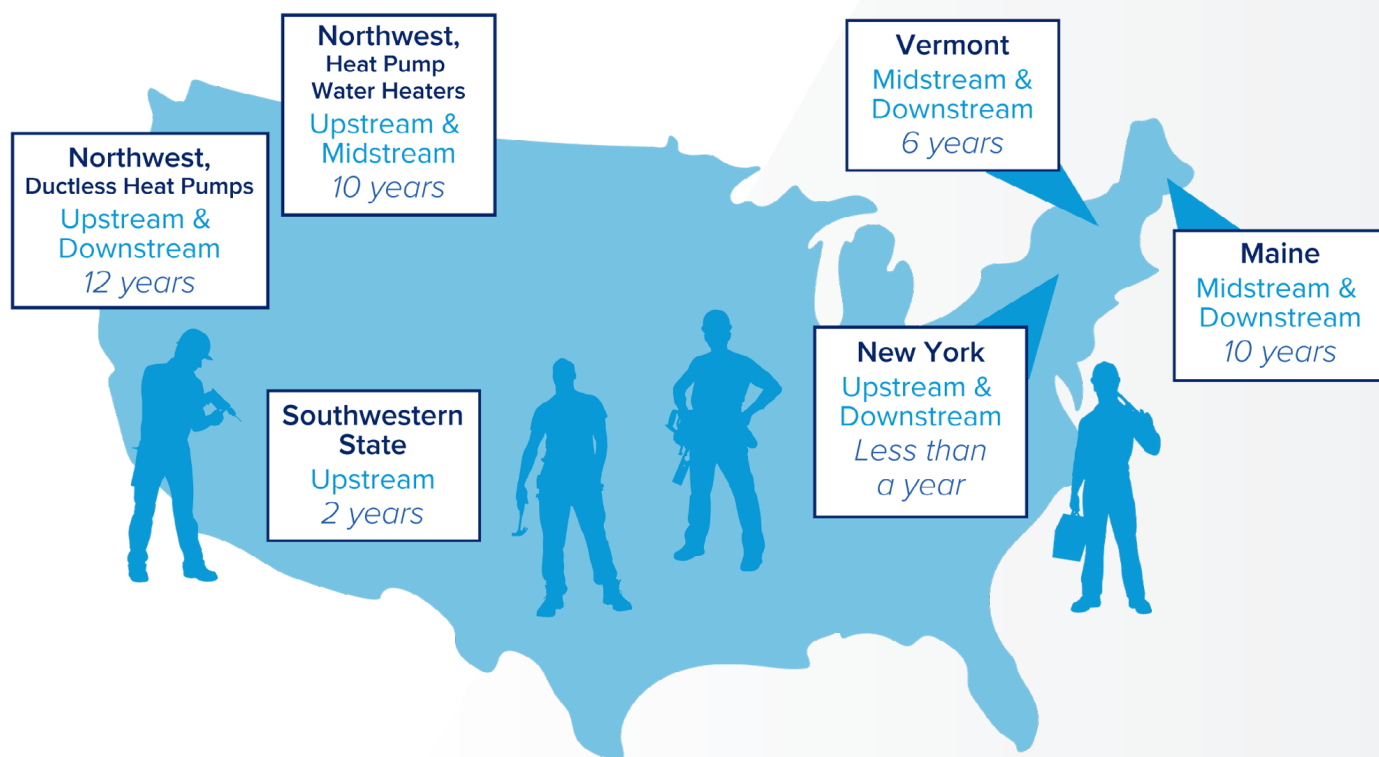 Northwest,
Heat Pump
Water Heaters
Upstream &
Midstream
10 years
Northwest,
Ductless Heat Pumps
Upstream &
Downstream
12 years
Southwestern
State
Upstream
2 years
Vermont
Midstream &
Downstream
6 years
Maine
Midstream &
Downstream
10 years
New York
Upstream &
Downstream
Less than
a year